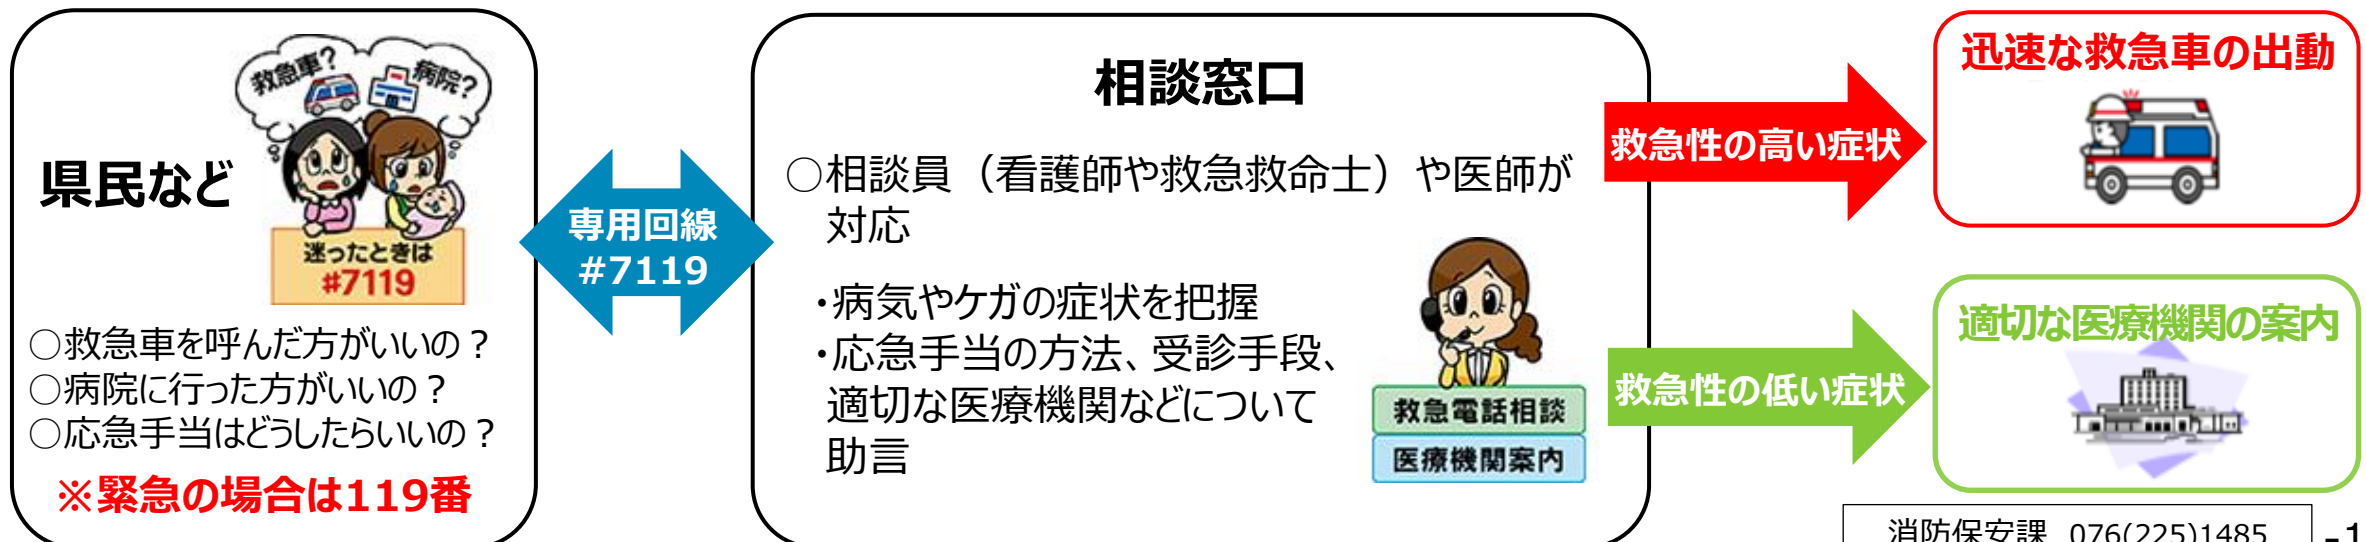 救急車?
病院?
県民など
迷ったときは
#7119
○救急車を呼んだ方がいいの？
○病院に行った方がいいの？
○応急手当はどうしたらいいの？
※緊急の場合は119番
専用回線
#7119
相談窓口
○相談員（看護師や救急救命士）や医師が
対応
・病気やケガの症状を把握
・応急手当の方法、受診手段、
適切な医療機関などについて
助言
救急電話相談
医療機関案内
救急性の高い症状
迅速な救急車の出動
救急性の低い症状
適切な医療機関の案内
消防保安課 076(225)1485
-1